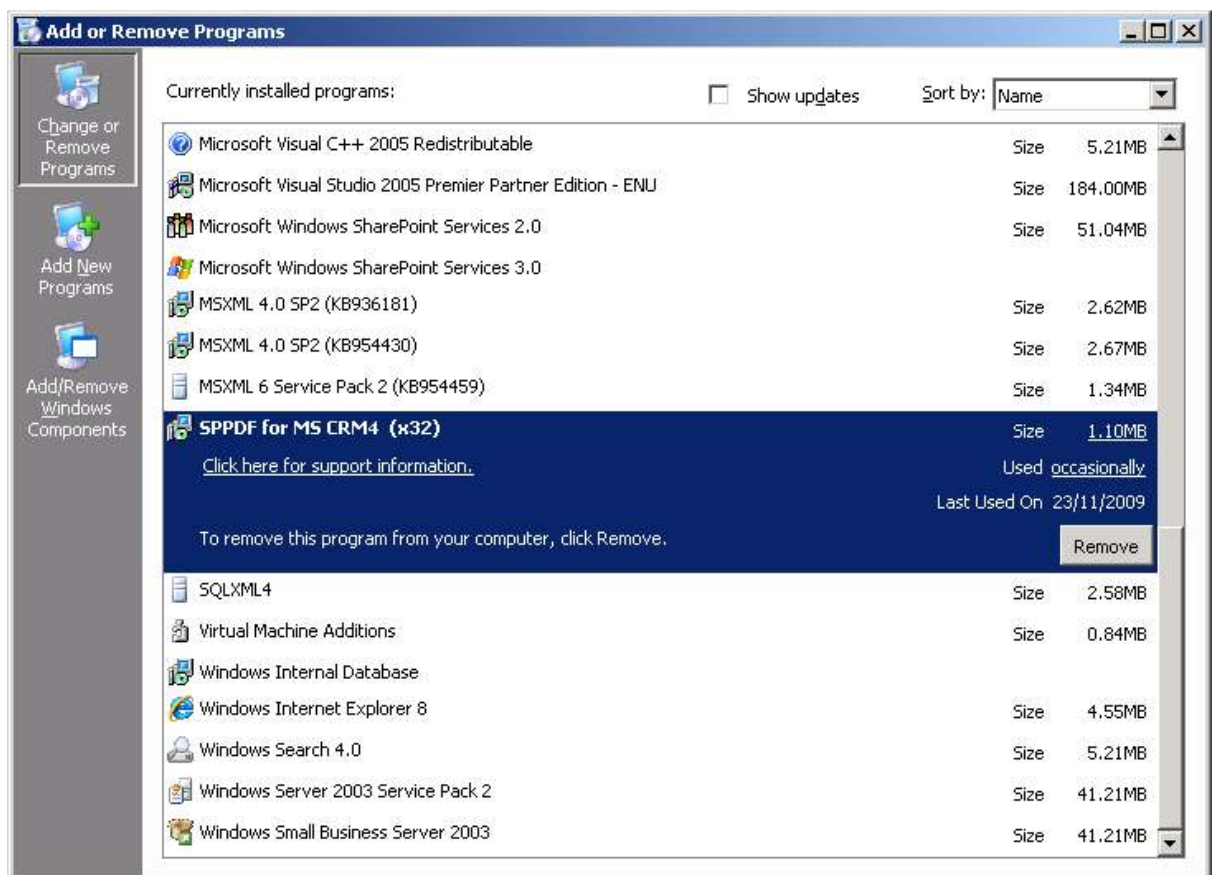 Add or Remove Programs
Change or
Remove
Programs
Add New
Programs
Add/Remove
Windows
Components
Currently installed programs:
Show updates
Sort by: Name
Microsoft Visual C++ 2005 Redistributable Size 5.21MB
Microsoft Visual Studio 2005 Premier Partner Edition - ENU Size 184.00MB
Microsoft Windows SharePoint Services 2.0 Size 51.04MB
Microsoft Windows SharePoint Services 3.0
MSXML 4.0 SP2 (KB936181) Size 2.62MB
MSXML 4.0 SP2 (KB954430) Size 2.67MB
MSXML 6 Service Pack 2 (KB954459) Size 1.34MB
SPPDF for MS CRM4 (x32) Size 1.10MB
Click here for support information. Used occasionally
Last Used On 23/11/2009
To remove this program from your computer, click Remove. Remove
SQLXML4 Size 2.58MB
Virtual Machine Additions Size 0.84MB
Windows Internal Database
Windows Internet Explorer 8 Size 4.55MB
Windows Search 4.0 Size 5.21MB
Windows Server 2003 Service Pack 2 Size 41.21MB
Windows Small Business Server 2003 Size 41.21MB